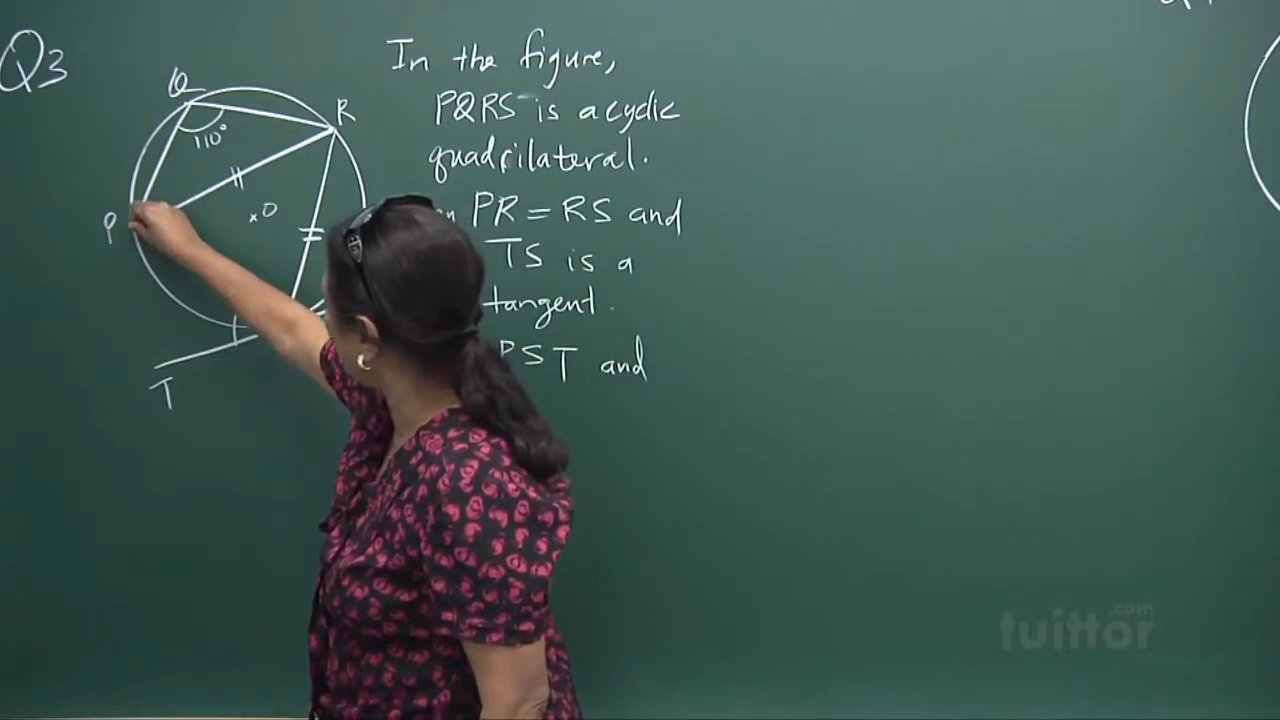 Q3
In the figure,
PQRS is a cyclic
quadrilateral.
PR = RS and
TS is a
tangent.
PST and
Q
R
110°
O
P
T
tuittor
.com